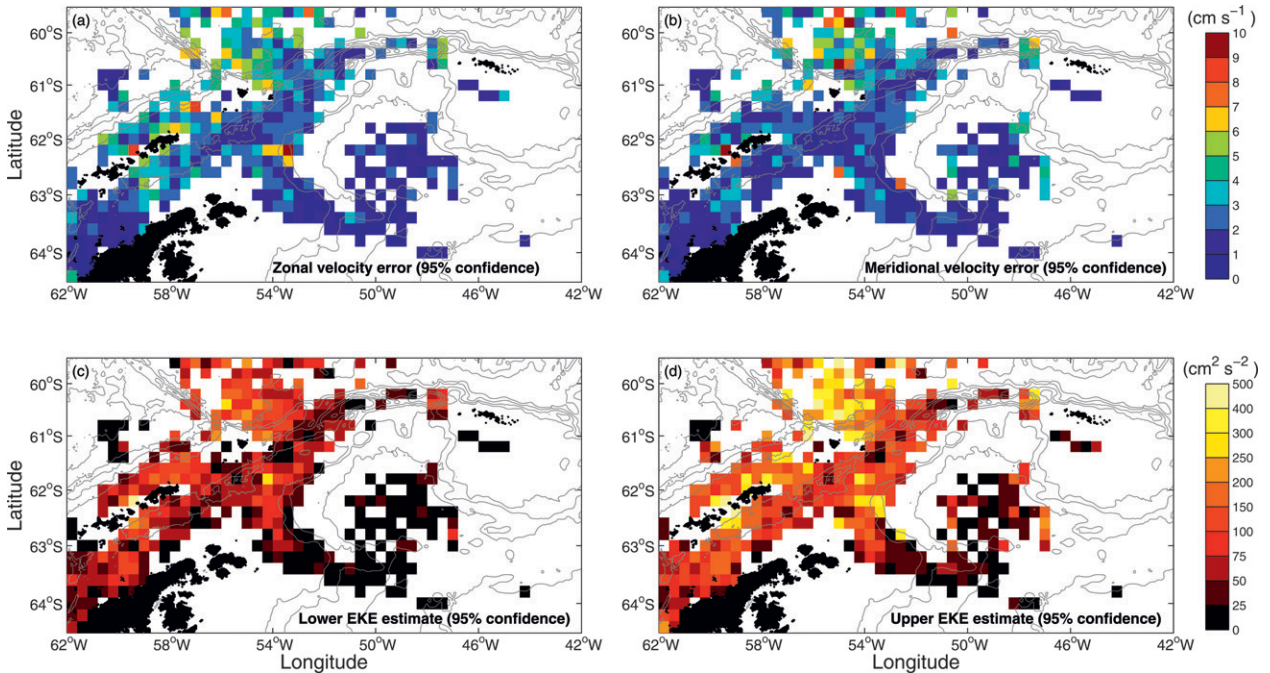 (a)
60°S
61°S
62°S
63°S
64°S
Latitude
Zonal velocity error (95% confidence)
62°W 58°W 54°W 50°W 46°W 42°W
(b)
60°S
61°S
62°S
63°S
64°S
Meridional velocity error (95% confidence)
62°W 58°W 54°W 50°W 46°W 42°W
(cm s⁻¹)
10
9
8
7
6
5
4
3
2
1
0
(c)
60°S
61°S
62°S
63°S
64°S
Latitude
Lower EKE estimate (95% confidence)
62°W 58°W 54°W 50°W 46°W 42°W
Longitude
(d)
60°S
61°S
62°S
63°S
64°S
Upper EKE estimate (95% confidence)
62°W 58°W 54°W 50°W 46°W 42°W
Longitude
(cm² s⁻²)
500
400
300
250
200
150
100
75
50
25
0